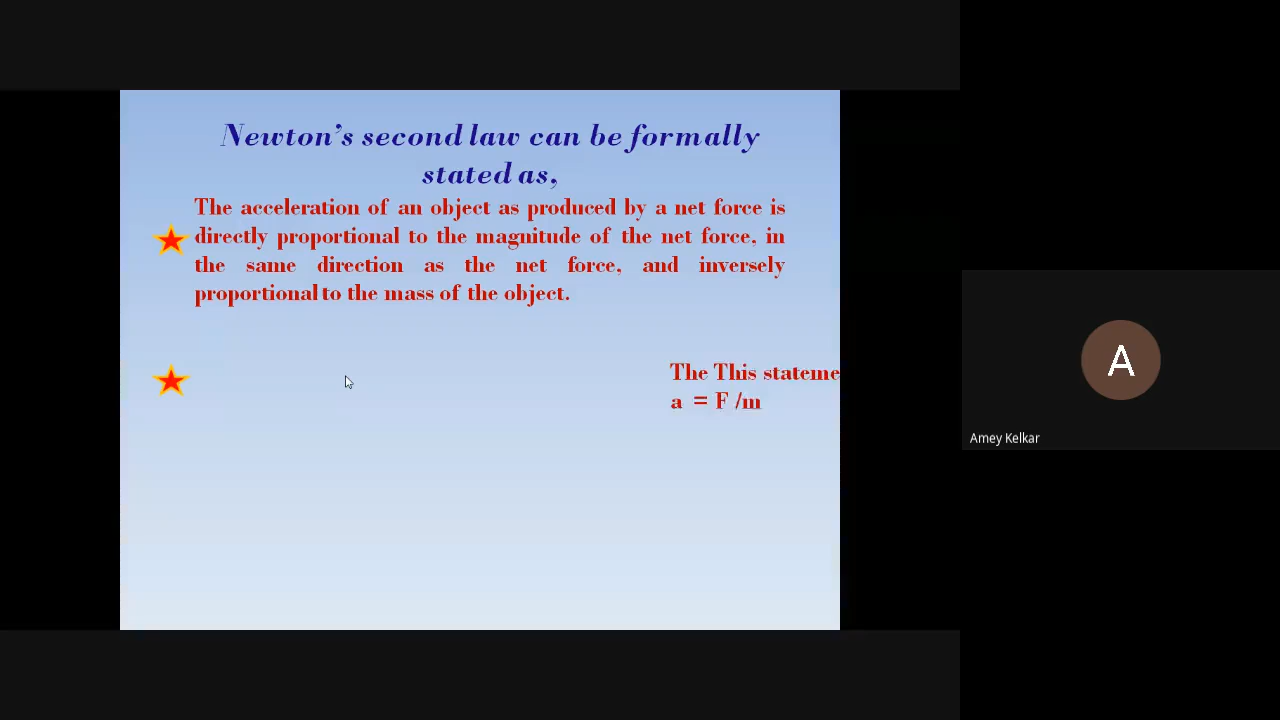 Newton's second law can be formally
stated as,
The acceleration of an object as produced by a net force is
directly proportional to the magnitude of the net force, in
the same direction as the net force, and inversely
proportional to the mass of the object.
The This stateme
a = F /m
A
Amey Kelkar